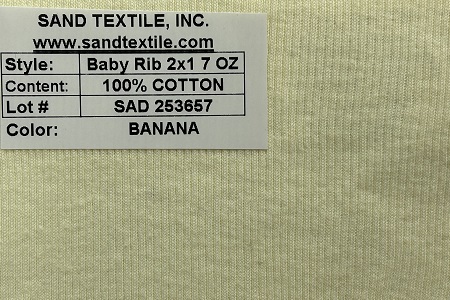 SAND TEXTILE, INC.
www.sandtextile.com
Style: Baby Rib 2x1 7 OZ
Content: 100% COTTON
Lot # SAD 253657
Color: BANANA